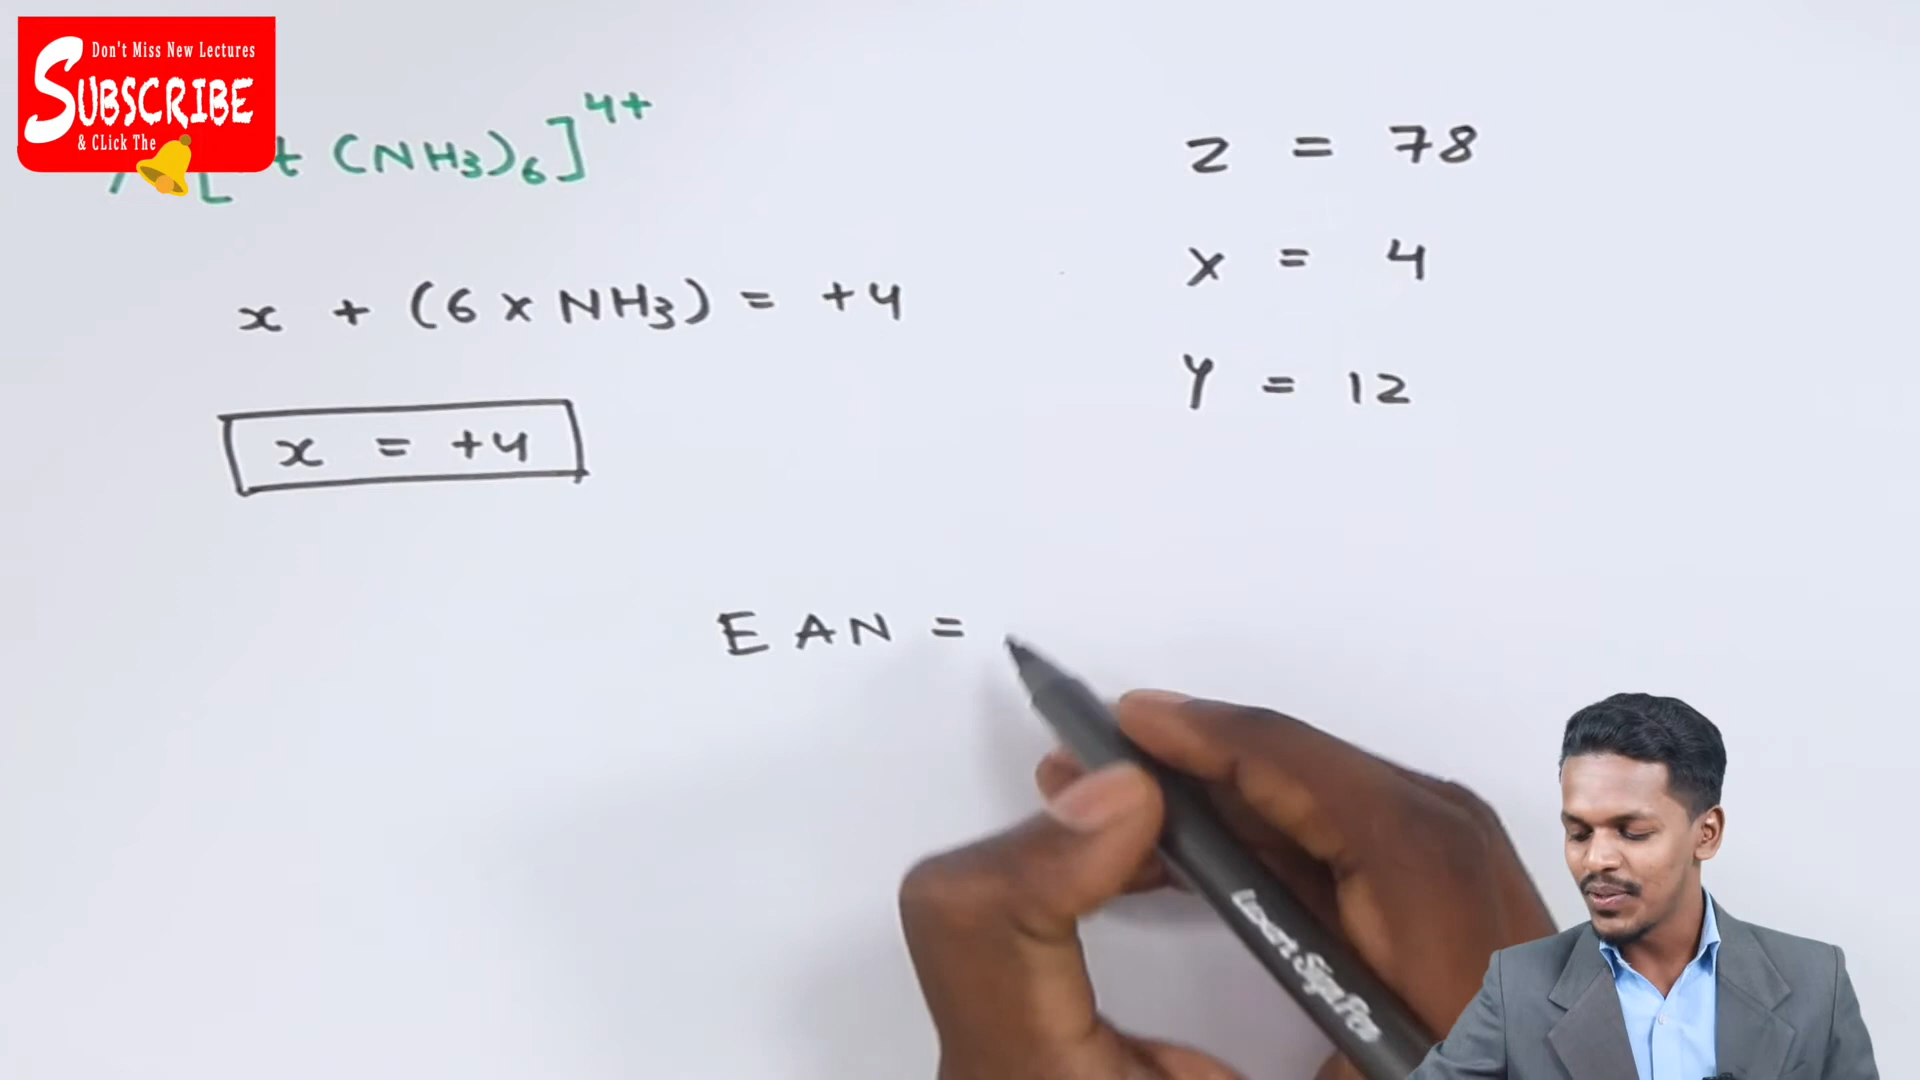 Don't Miss New Lectures
SUBSCRIBE
& CLick The
t (NH3)6]4+
Z = 78
x + (6 x NH3) = +4
X = 4
Y = 12
x = +4
EAN =